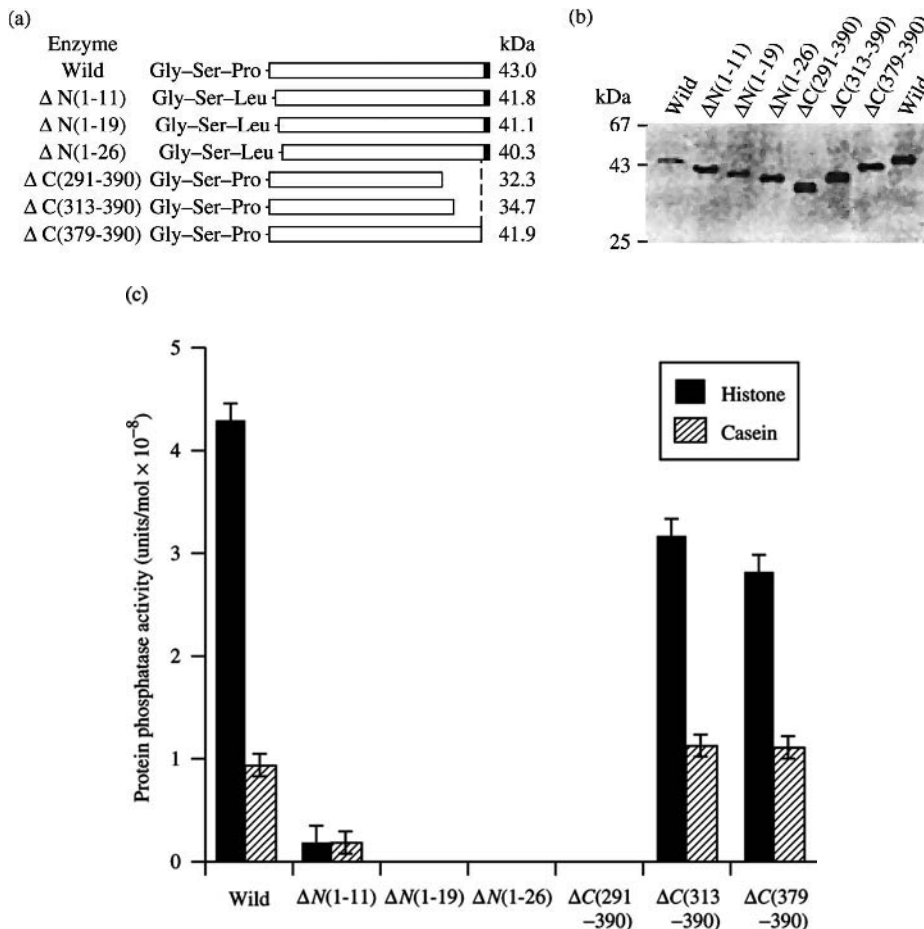 (a)
Enzyme kDa
Wild Gly–Ser–Pro 43.0
Δ N(1-11) Gly–Ser–Leu 41.8
Δ N(1-19) Gly–Ser–Leu 41.1
Δ N(1-26) Gly–Ser–Leu 40.3
Δ C(291-390) Gly–Ser–Pro 32.3
Δ C(313-390) Gly–Ser–Pro 34.7
Δ C(379-390) Gly–Ser–Pro 41.9
(b)
Wild ΔN(1-11) ΔN(1-19) ΔN(1-26) ΔC(291-390) ΔC(313-390) ΔC(379-390) Wild
kDa
67
43
25
(c)
Protein phosphatase activity (units/mol × 10⁻⁸)
5
4
3
2
1
0
Histone
Casein
Wild ΔN(1-11) ΔN(1-19) ΔN(1-26) ΔC(291 ΔC(313 ΔC(379
–390) –390) –390)